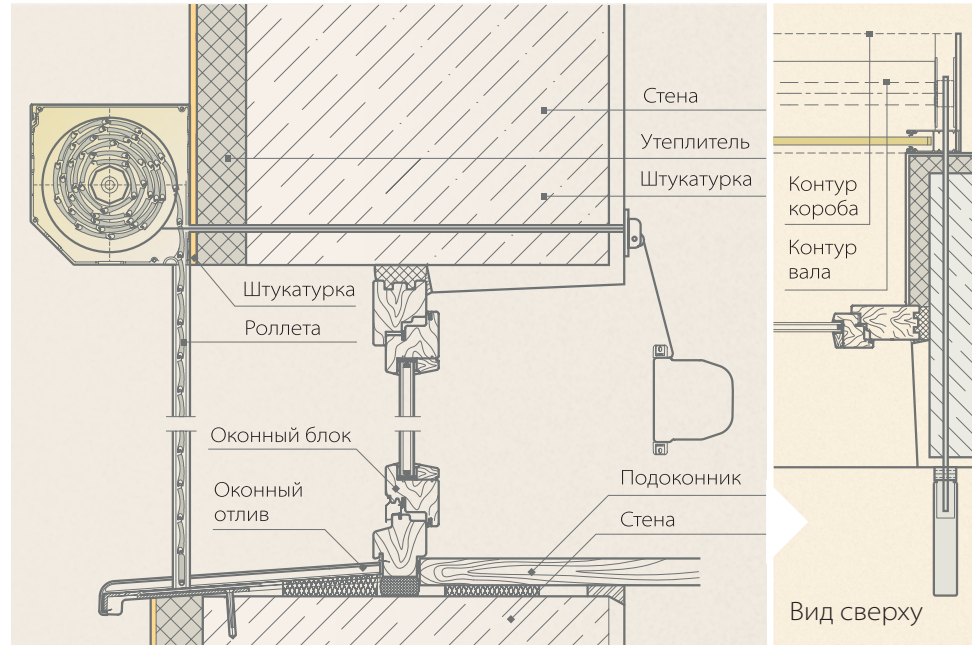 Стена
Утеплитель
Штукатурка
Штукатурка
Роллета
Оконный блок
Оконный
отлив
Подоконник
Стена
Контур
короба
Контур
вала
Вид сверху